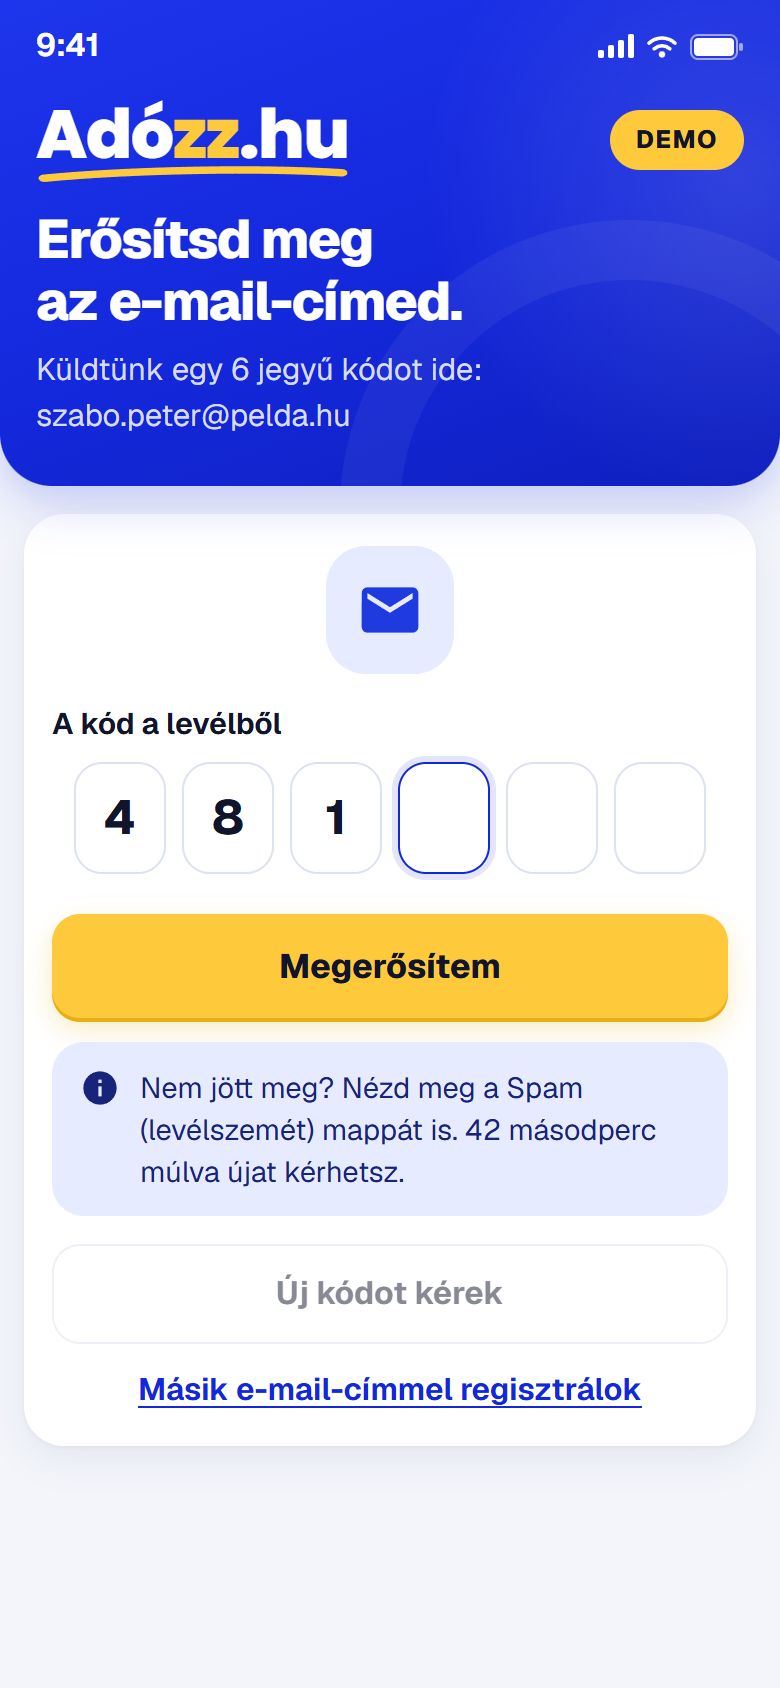 9:41
Adózz.hu
DEMO
Erősítsd meg
az e-mail-címed.
Küldtünk egy 6 jegyű kódot ide:
szabo.peter@pelda.hu
A kód a levélből
4 8 1
Megerősítem
Nem jött meg? Nézd meg a Spam
(levélszemét) mappát is. 42 másodperc
múlva újat kérhetsz.
Új kódot kérek
Másik e-mail-címmel regisztrálok